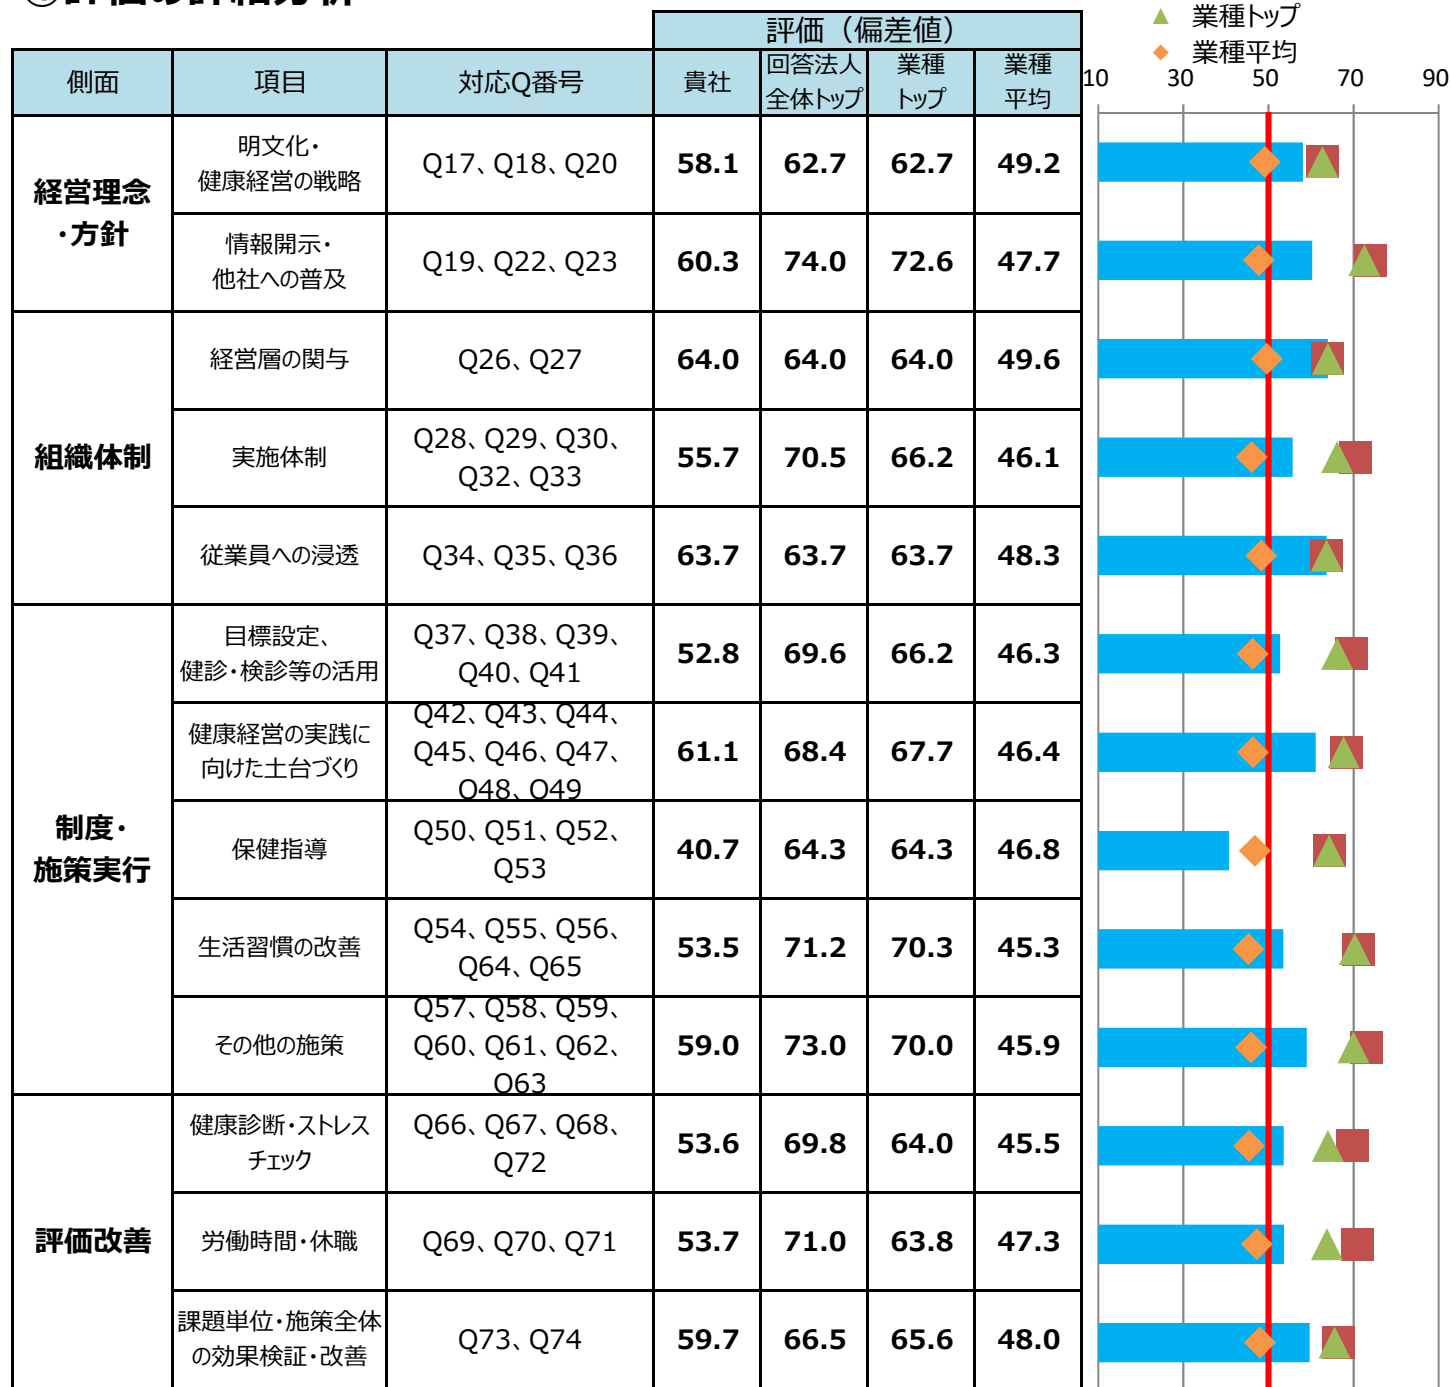 評価（偏差値）
▲ 業種トップ
◆ 業種平均
側面 項目 対応Q番号 貴社 回答法人全体トップ 業種トップ 業種平均
10 30 50 70 90
経営理念
・方針
明文化・
健康経営の戦略
Q17、Q18、Q20
58.1 62.7 62.7 49.2
情報開示・
他社への普及
Q19、Q22、Q23
60.3 74.0 72.6 47.7
組織体制
経営層の関与
Q26、Q27
64.0 64.0 64.0 49.6
実施体制
Q28、Q29、Q30、
Q32、Q33
55.7 70.5 66.2 46.1
従業員への浸透
Q34、Q35、Q36
63.7 63.7 63.7 48.3
制度・
施策実行
目標設定、
健診・検診等の活用
Q37、Q38、Q39、
Q40、Q41
52.8 69.6 66.2 46.3
健康経営の実践に
向けた土台づくり
Q42、Q43、Q44、
Q45、Q46、Q47、
Q48、Q49
61.1 68.4 67.7 46.4
保健指導
Q50、Q51、Q52、
Q53
40.7 64.3 64.3 46.8
生活習慣の改善
Q54、Q55、Q56、
Q64、Q65
53.5 71.2 70.3 45.3
その他の施策
Q57、Q58、Q59、
Q60、Q61、Q62、
Q63
59.0 73.0 70.0 45.9
評価改善
健康診断・ストレス
チェック
Q66、Q67、Q68、
Q72
53.6 69.8 64.0 45.5
労働時間・休職
Q69、Q70、Q71
53.7 71.0 63.8 47.3
課題単位・施策全体
の効果検証・改善
Q73、Q74
59.7 66.5 65.6 48.0